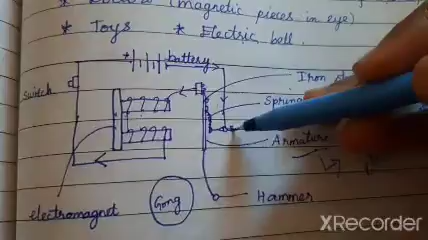 (magnetic pieces in eye)
* Toys * Electric bell.
+ battery
Switch
Iron
Spring
Armature
electromagnet
Gong
Hammer
XRecorder